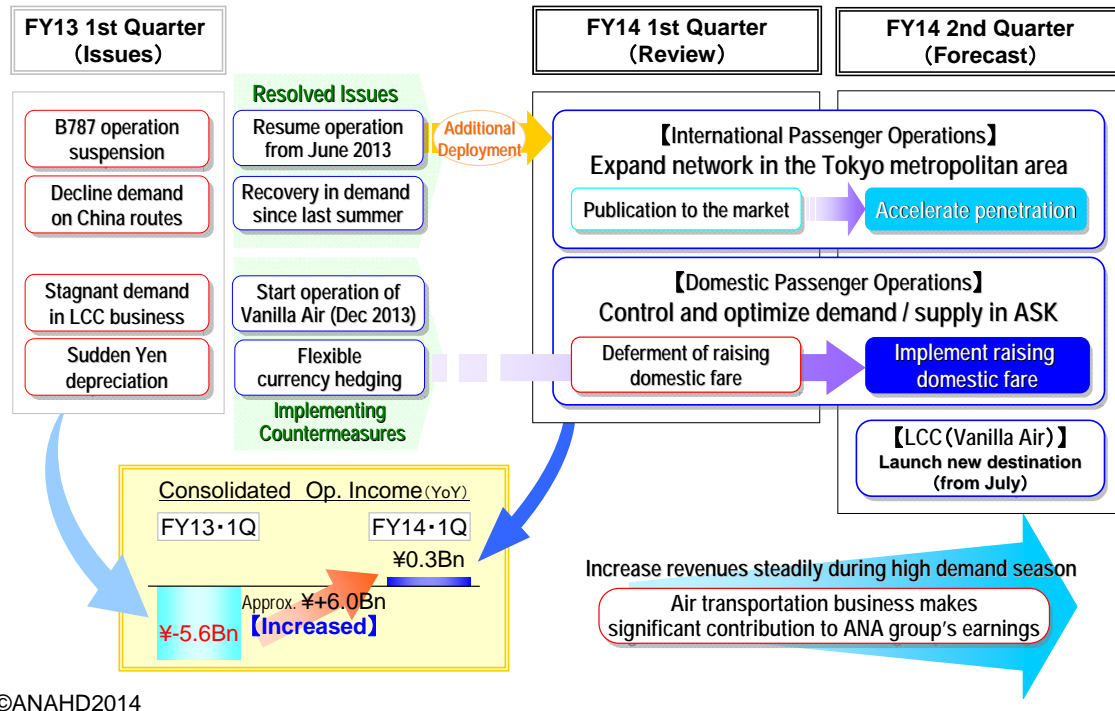 FY13 1st Quarter
(Issues)
FY14 1st Quarter
(Review)
FY14 2nd Quarter
(Forecast)
Resolved Issues
B787 operation
suspension
Resume operation
from June 2013
Additional
Deployment
Decline demand
on China routes
Recovery in demand
since last summer
【International Passenger Operations】
Expand network in the Tokyo metropolitan area
Publication to the market
Accelerate penetration
Stagnant demand
in LCC business
Start operation of
Vanilla Air (Dec 2013)
Sudden Yen
depreciation
Flexible
currency hedging
Implementing
Countermeasures
【Domestic Passenger Operations】
Control and optimize demand / supply in ASK
Deferment of raising
domestic fare
Implement raising
domestic fare
【LCC(Vanilla Air)】
Launch new destination
(from July)
Consolidated Op. Income(YoY)
FY13・1Q
FY14・1Q
¥0.3Bn
Approx. ¥+6.0Bn
【Increased】
¥-5.6Bn
Increase revenues steadily during high demand season
Air transportation business makes
significant contribution to ANA group's earnings
©ANAHD2014